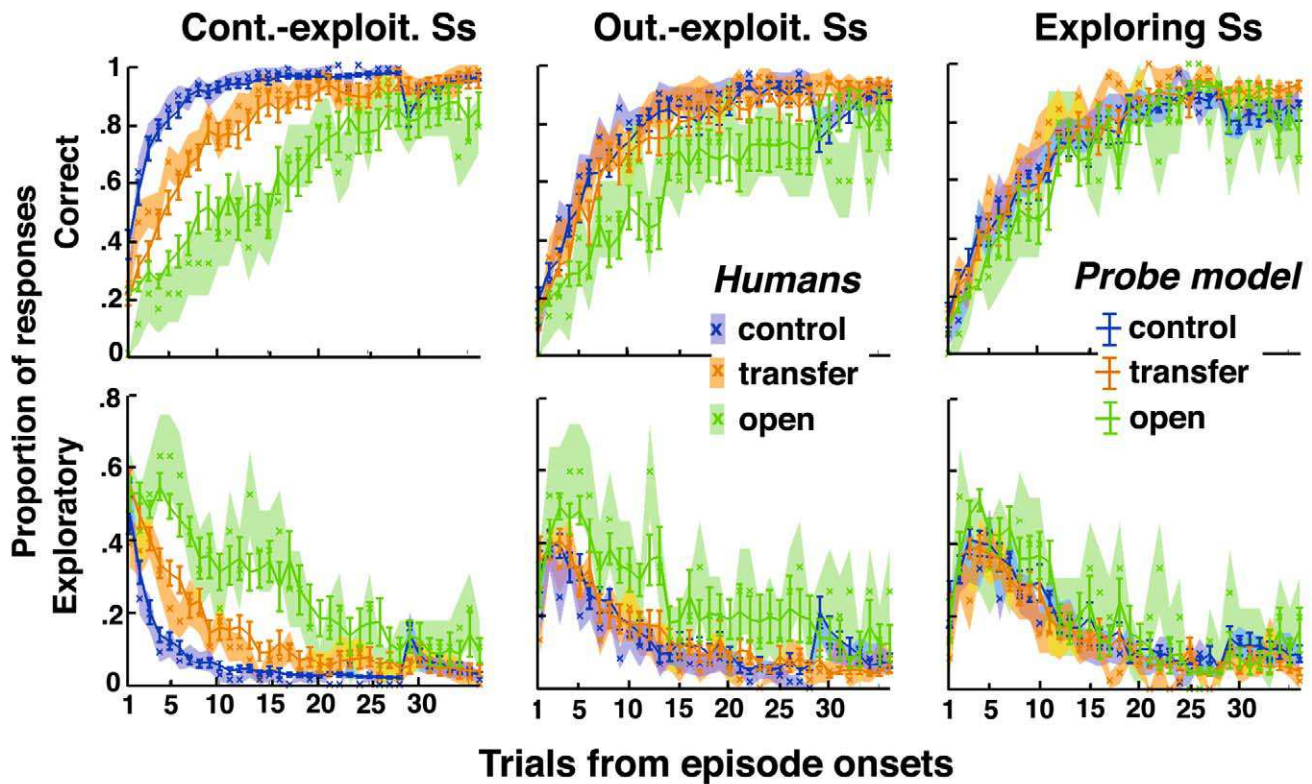 Cont.-exploit. Ss
Out.-exploit. Ss
Exploring Ss
Proportion of responses
Correct
1
.8
.6
.4
.2
0
Humans
x control
x transfer
x open
Probe model
control
transfer
open
Exploratory
.8
.6
.4
.2
0
1 5 10 15 20 25 30
1 5 10 15 20 25 30
1 5 10 15 20 25 30
Trials from episode onsets